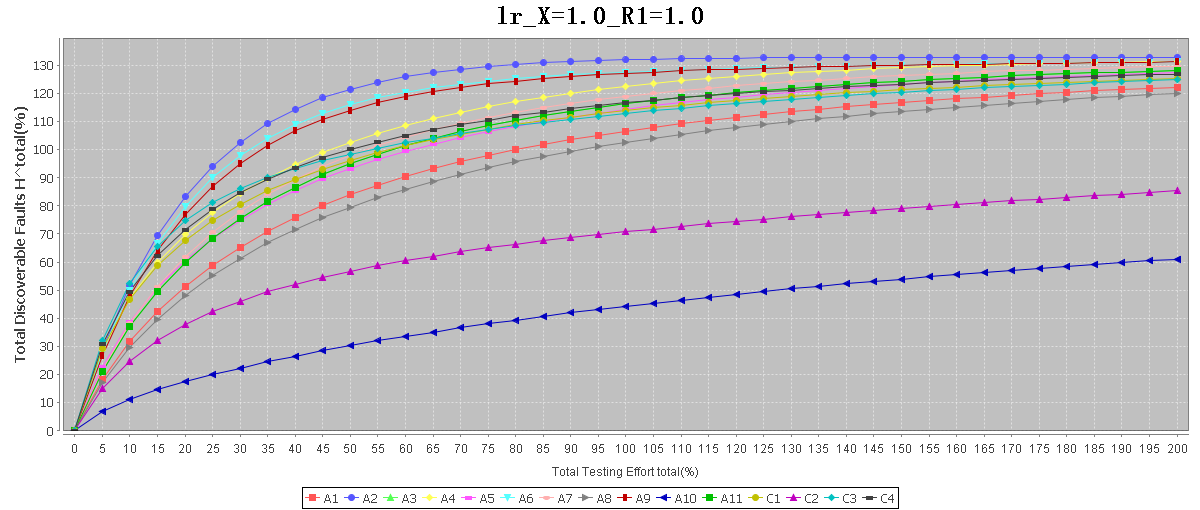 lr_X=1.0_R1=1.0
Total Discoverable Faults H^total(%)
130
120
110
100
90
80
70
60
50
40
30
20
10
0
0 5 10 15 20 25 30 35 40 45 50 55 60 65 70 75 80 85 90 95 100 105 110 115 120 125 130 135 140 145 150 155 160 165 170 175 180 185 190 195 200
Total Testing Effort total(%)
A1 A2 A3 A4 A5 A6 A7 A8 A9 A10 A11 C1 C2 C3 C4